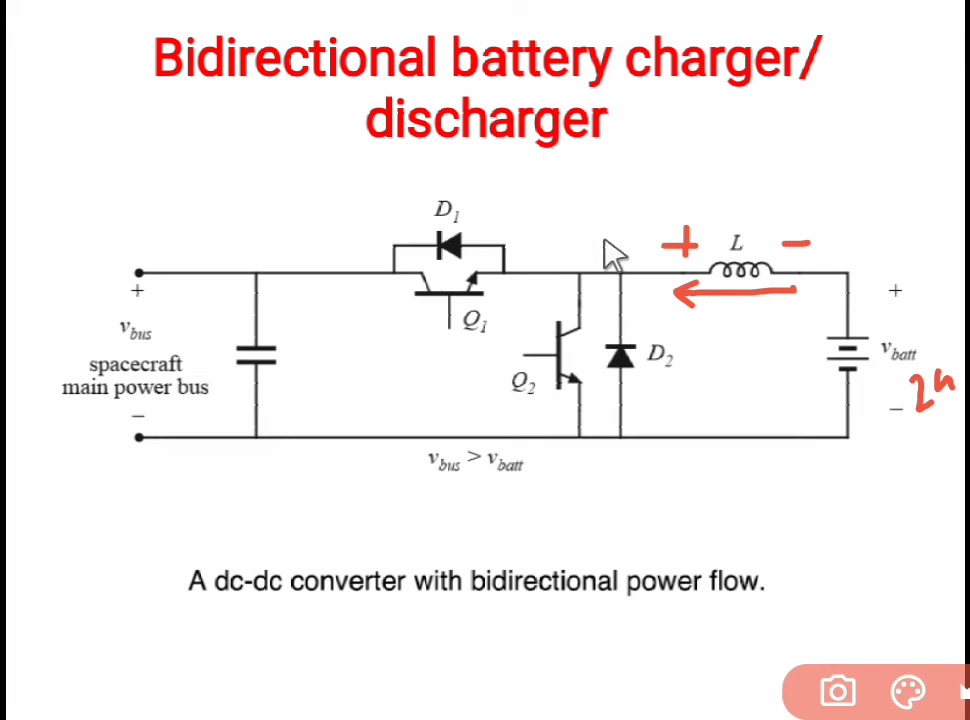 Bidirectional battery charger/
discharger
D1
+ L −
+
Q1
+
vbus
D2
vbatt
spacecraft
main power bus
Q2
−
−
vbus > vbatt
A dc-dc converter with bidirectional power flow.